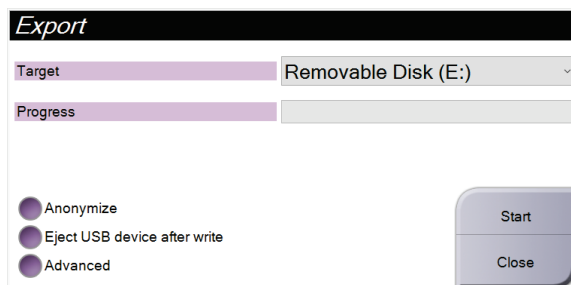 Export
Target
Removable Disk (E:)
Progress
Anonymize
Eject USB device after write
Advanced
Start
Close